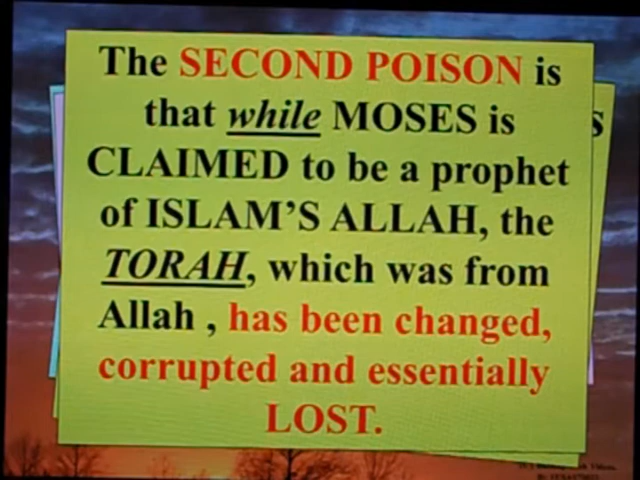 The SECOND POISON is
that while MOSES is
CLAIMED to be a prophet
of ISLAM'S ALLAH, the
TORAH, which was from
Allah , has been changed,
corrupted and essentially
LOST.
S